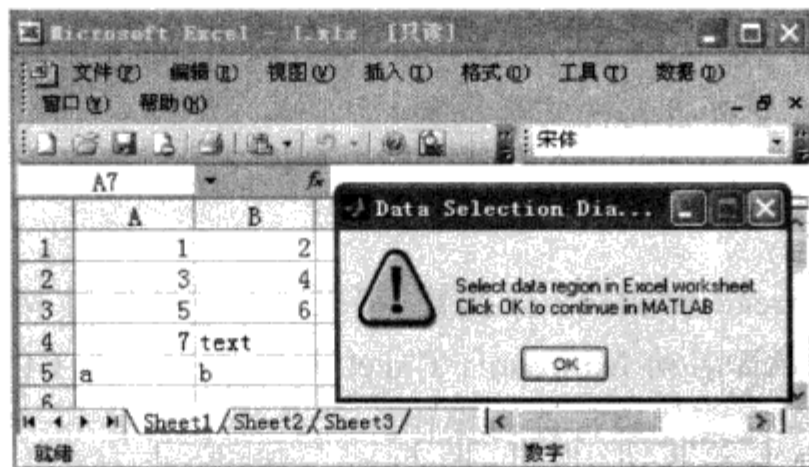 Microsoft Excel - 1.xls [只读]
文件(F) 编辑(E) 视图(V) 插入(I) 格式(O) 工具(T) 数据(D)
窗口(W) 帮助(H)
宋体
A7 fx
A B
1 1 2
2 3 4
3 5 6
4 7 text
5 a b
6
Data Selection Dia...
Select data region in Excel worksheet.
Click OK to continue in MATLAB
OK
Sheet1 Sheet2 Sheet3
就绪 数字